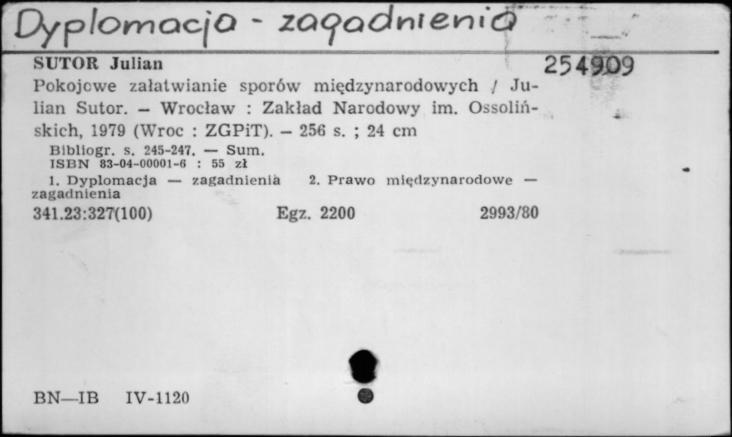 Dyplomacja - zagadnienia
SUTOR Julian 254909
Pokojowe załatwianie sporów międzynarodowych / Ju-
lian Sutor. — Wrocław : Zakład Narodowy im. Ossoliń-
skich, 1979 (Wroc : ZGPiT). — 256 s. ; 24 cm
Bibliogr. s. 245-247. — Sum.
ISBN 83-04-00001-6 : 55 zł
1. Dyplomacja — zagadnienia 2. Prawo międzynarodowe —
zagadnienia
341.23:327(100) Egz. 2200 2993/80
BN—IB IV-1120